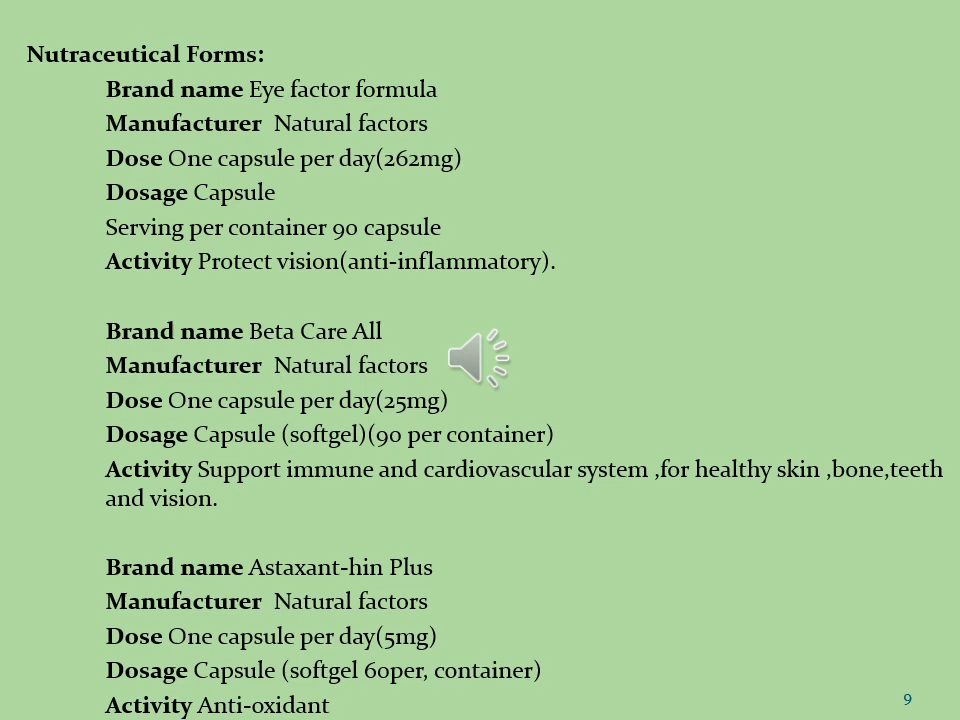 Nutraceutical Forms:
Brand name Eye factor formula
Manufacturer  Natural factors
Dose One capsule per day(262mg)
Dosage Capsule
Serving per container 90 capsule
Activity Protect vision(anti-inflammatory).
Brand name Beta Care All
Manufacturer  Natural factors
Dose One capsule per day(25mg)
Dosage Capsule (softgel)(90 per container)
Activity Support immune and cardiovascular system ,for healthy skin ,bone,teeth
and vision.
Brand name Astaxant-hin Plus
Manufacturer  Natural factors
Dose One capsule per day(5mg)
Dosage Capsule (softgel 60per, container)
Activity Anti-oxidant
9